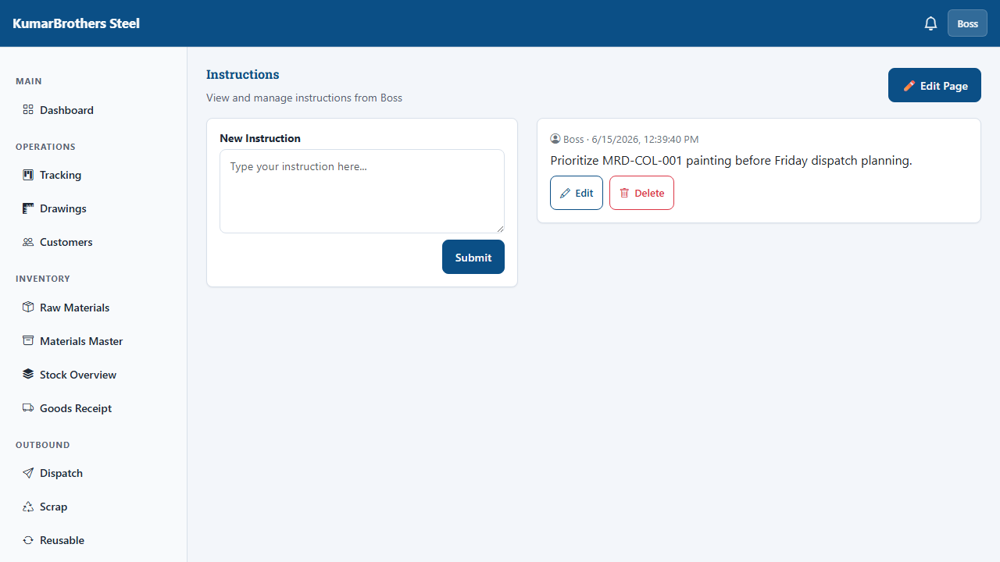 KumarBrothers Steel
Boss
MAIN
Dashboard
OPERATIONS
Tracking
Drawings
Customers
INVENTORY
Raw Materials
Materials Master
Stock Overview
Goods Receipt
OUTBOUND
Dispatch
Scrap
Reusable
Instructions
View and manage instructions from Boss
Edit Page
New Instruction
Type your instruction here...
Submit
Boss · 6/15/2026, 12:39:40 PM
Prioritize MRD-COL-001 painting before Friday dispatch planning.
Edit
Delete